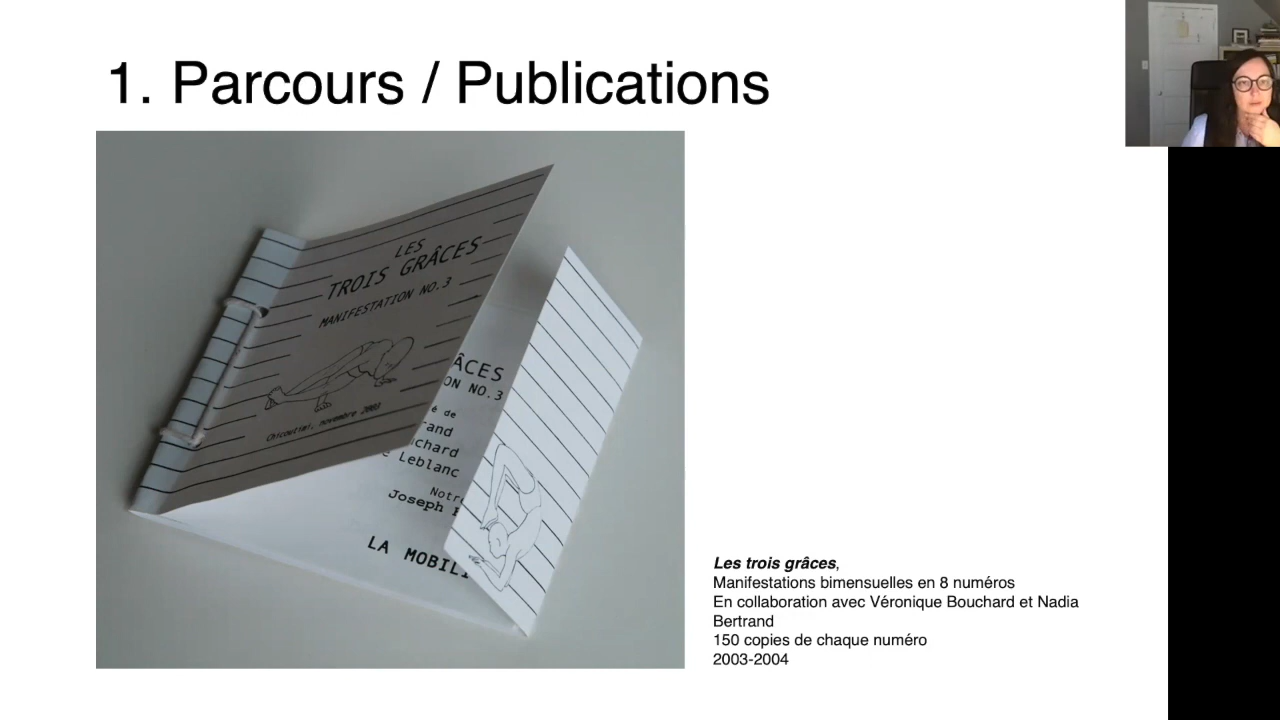 1. Parcours / Publications
LES
TROIS GRÂCES
MANIFESTATION NO.3
Chicoutimi, novembre 2003
ÂCES
ON NO.3
é de
rand
chard
e Leblanc
Notr
Joseph
LA MOBILI
Les trois grâces,
Manifestations bimensuelles en 8 numéros
En collaboration avec Véronique Bouchard et Nadia
Bertrand
150 copies de chaque numéro
2003-2004